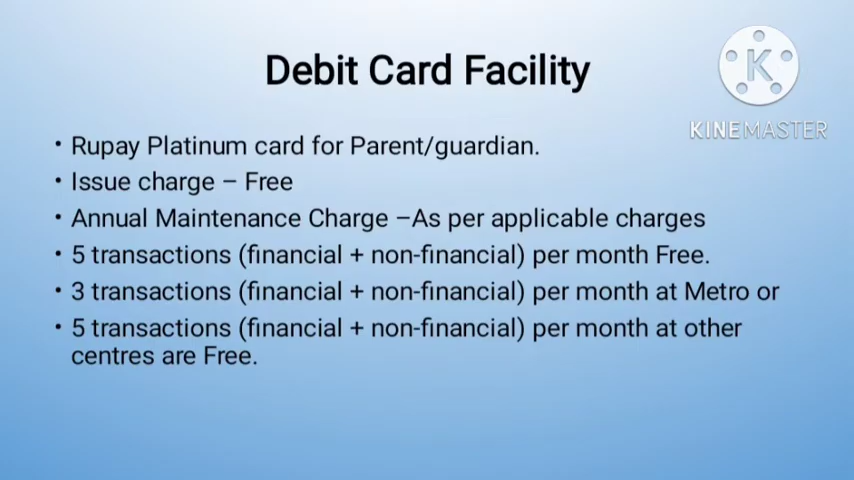 Debit Card Facility
K
KINEMASTER
• Rupay Platinum card for Parent/guardian.
• Issue charge – Free
• Annual Maintenance Charge –As per applicable charges
• 5 transactions (financial + non-financial) per month Free.
• 3 transactions (financial + non-financial) per month at Metro or
• 5 transactions (financial + non-financial) per month at other
centres are Free.